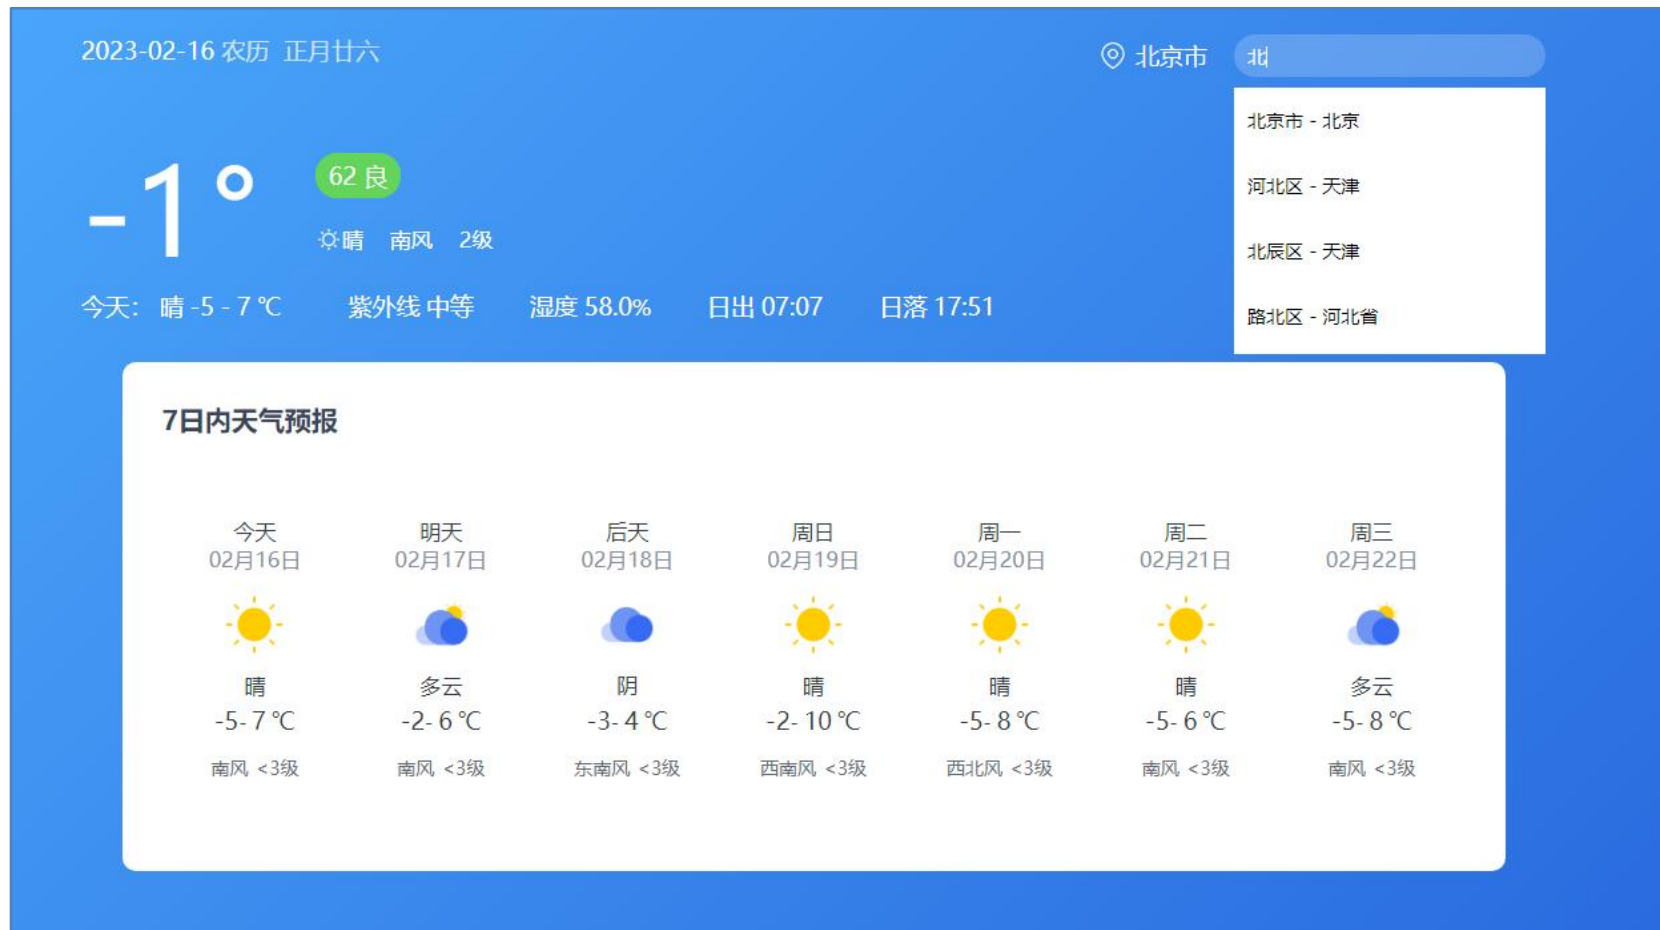 2023-02-16 农历 正月廿六
北京市
北
北京市 - 北京
河北区 - 天津
北辰区 - 天津
路北区 - 河北省
-1°
62 良
晴 南风 2级
今天： 晴 -5 - 7 ℃ 紫外线 中等 湿度 58.0% 日出 07:07 日落 17:51
7日内天气预报
今天 明天 后天 周日 周一 周二 周三
02月16日 02月17日 02月18日 02月19日 02月20日 02月21日 02月22日
晴 多云 阴 晴 晴 晴 多云
-5- 7 ℃ -2- 6 ℃ -3- 4 ℃ -2- 10 ℃ -5- 8 ℃ -5- 6 ℃ -5- 8 ℃
南风 <3级 南风 <3级 东南风 <3级 西南风 <3级 西北风 <3级 南风 <3级 南风 <3级